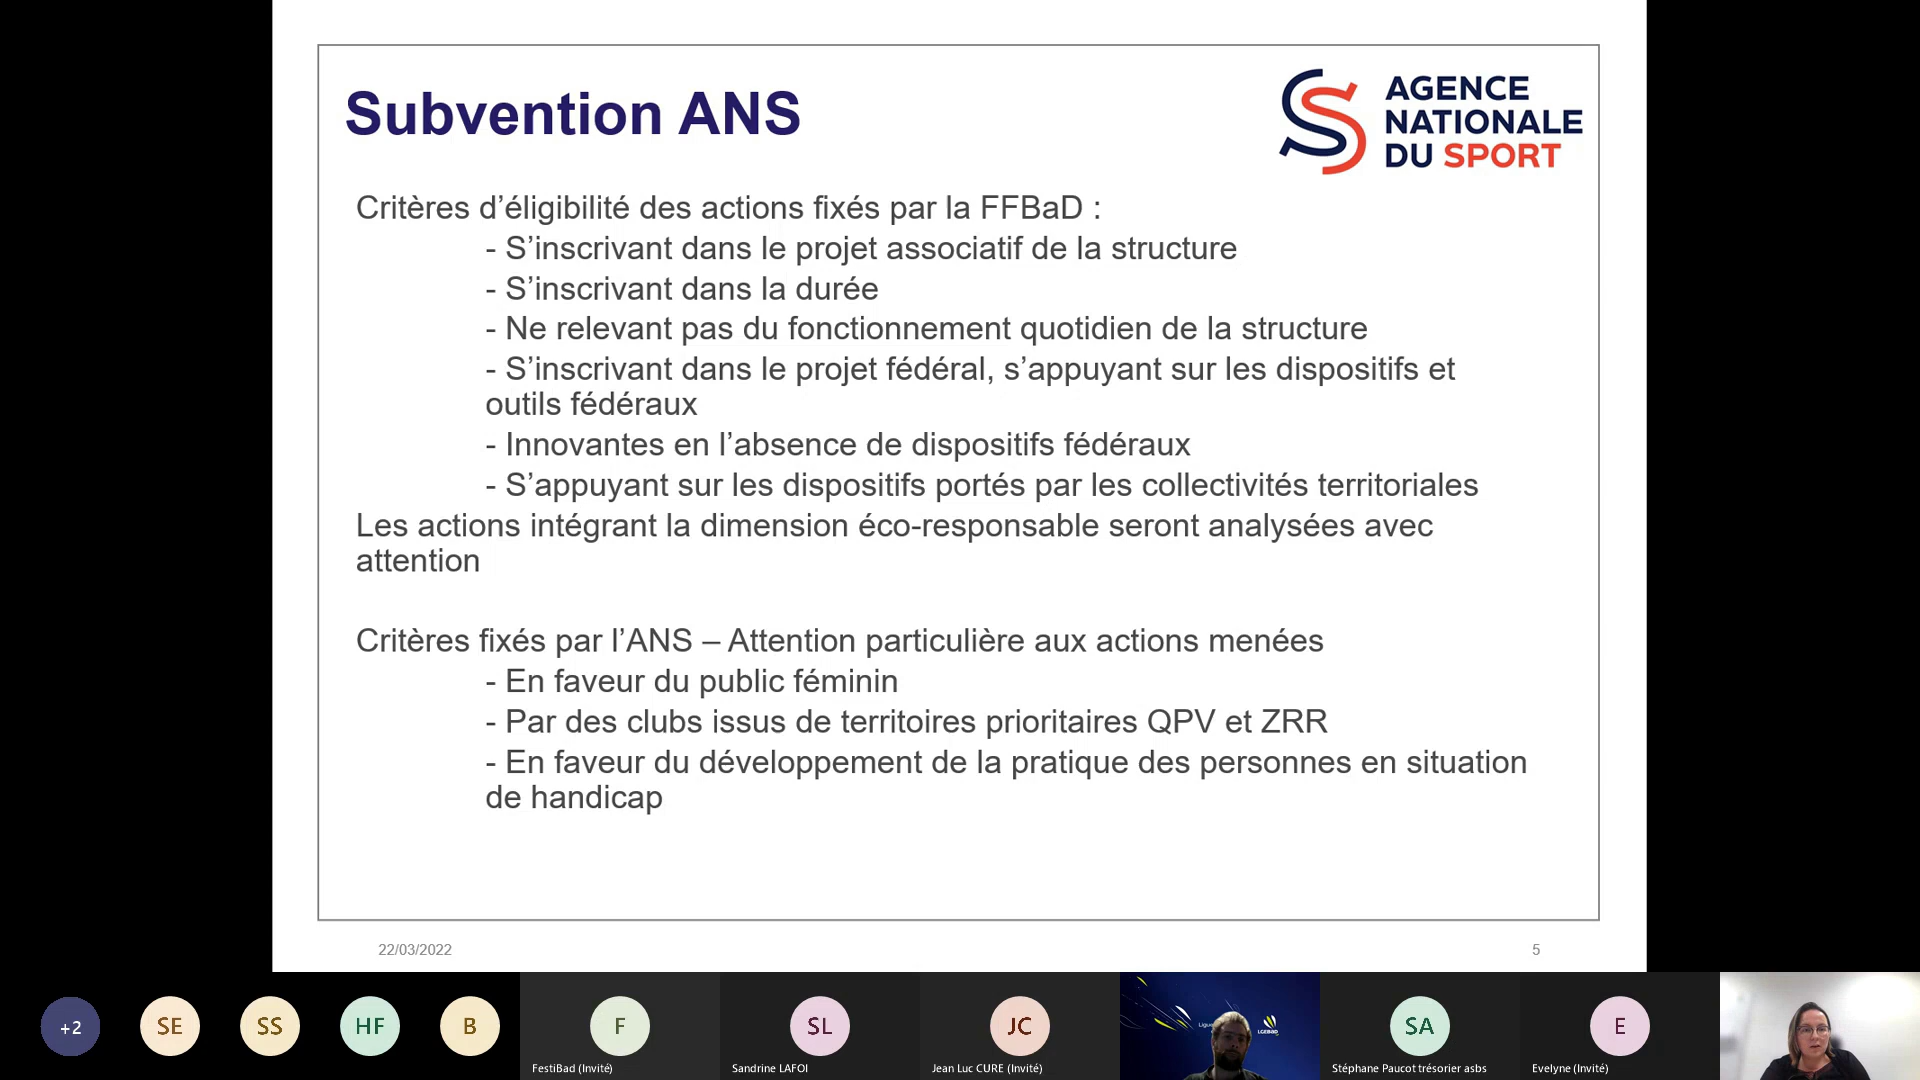 Subvention ANS
AGENCE
NATIONALE
DU SPORT
Critères d’éligibilité des actions fixés par la FFBaD :
- S’inscrivant dans le projet associatif de la structure
- S’inscrivant dans la durée
- Ne relevant pas du fonctionnement quotidien de la structure
- S’inscrivant dans le projet fédéral, s’appuyant sur les dispositifs et
outils fédéraux
- Innovantes en l’absence de dispositifs fédéraux
- S’appuyant sur les dispositifs portés par les collectivités territoriales
Les actions intégrant la dimension éco-responsable seront analysées avec
attention
Critères fixés par l’ANS – Attention particulière aux actions menées
- En faveur du public féminin
- Par des clubs issus de territoires prioritaires QPV et ZRR
- En faveur du développement de la pratique des personnes en situation
de handicap
22/03/2022
5
+2
SE
SS
HF
B
F
SL
JC
SA
E
FestiBad (Invité)
Sandrine LAFOI
Jean Luc CURE (Invité)
Ligue
LGEBaD
Stéphane Paucot trésorier asbs
Evelyne (Invité)